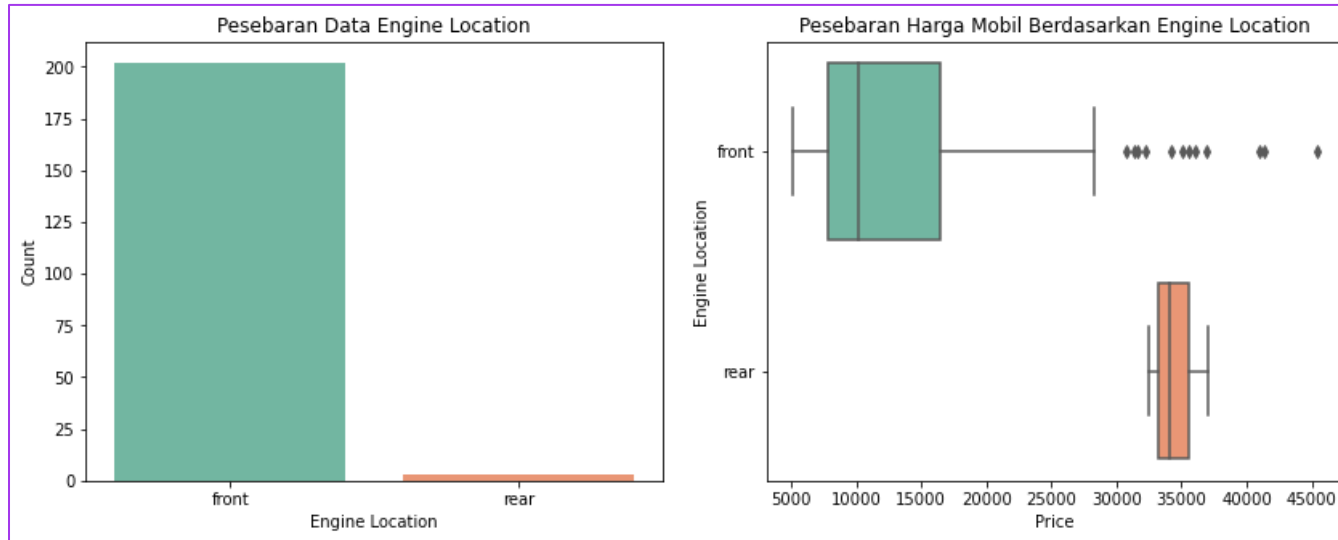 Pesebaran Data Engine Location
200
175
150
125
100
75
50
25
0
Count
front
rear
Engine Location
Pesebaran Harga Mobil Berdasarkan Engine Location
front
rear
Engine Location
5000 10000 15000 20000 25000 30000 35000 40000 45000
Price